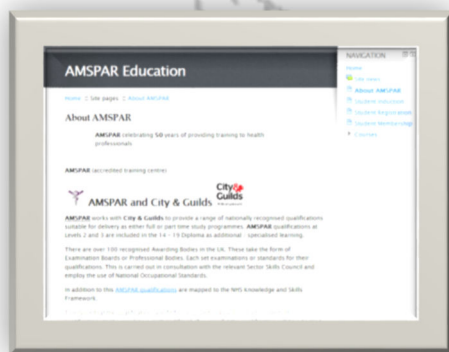 AMSPAR Education
NAVIGATION
Home
Site news
About AMSPAR
Student Induction
Student Registration
Student Membership
Courses
Home Site pages About AMSPAR
About AMSPAR
AMSPAR celebrating 50 years of providing training to health
professionals
AMSPAR (accredited training centre)
AMSPAR and City & Guilds
City&
Guilds
AMSPAR works with City & Guilds to provide a range of nationally recognised qualifications
suitable for delivery as either full or part time study programmes. AMSPAR qualifications at
Levels 2 and 3 are included in the 14 - 19 Diploma as additional specialised learning.
There are over 100 recognised Awarding Bodies in the UK. These take the form of
Examination Boards or Professional Bodies. Each set examinations or standards for their
qualifications. This is carried out in consultation with the relevant Sector Skills Council and
employ the use of National Occupational Standards.
In addition to this AMSPAR qualifications are mapped to the NHS Knowledge and Skills
Framework.